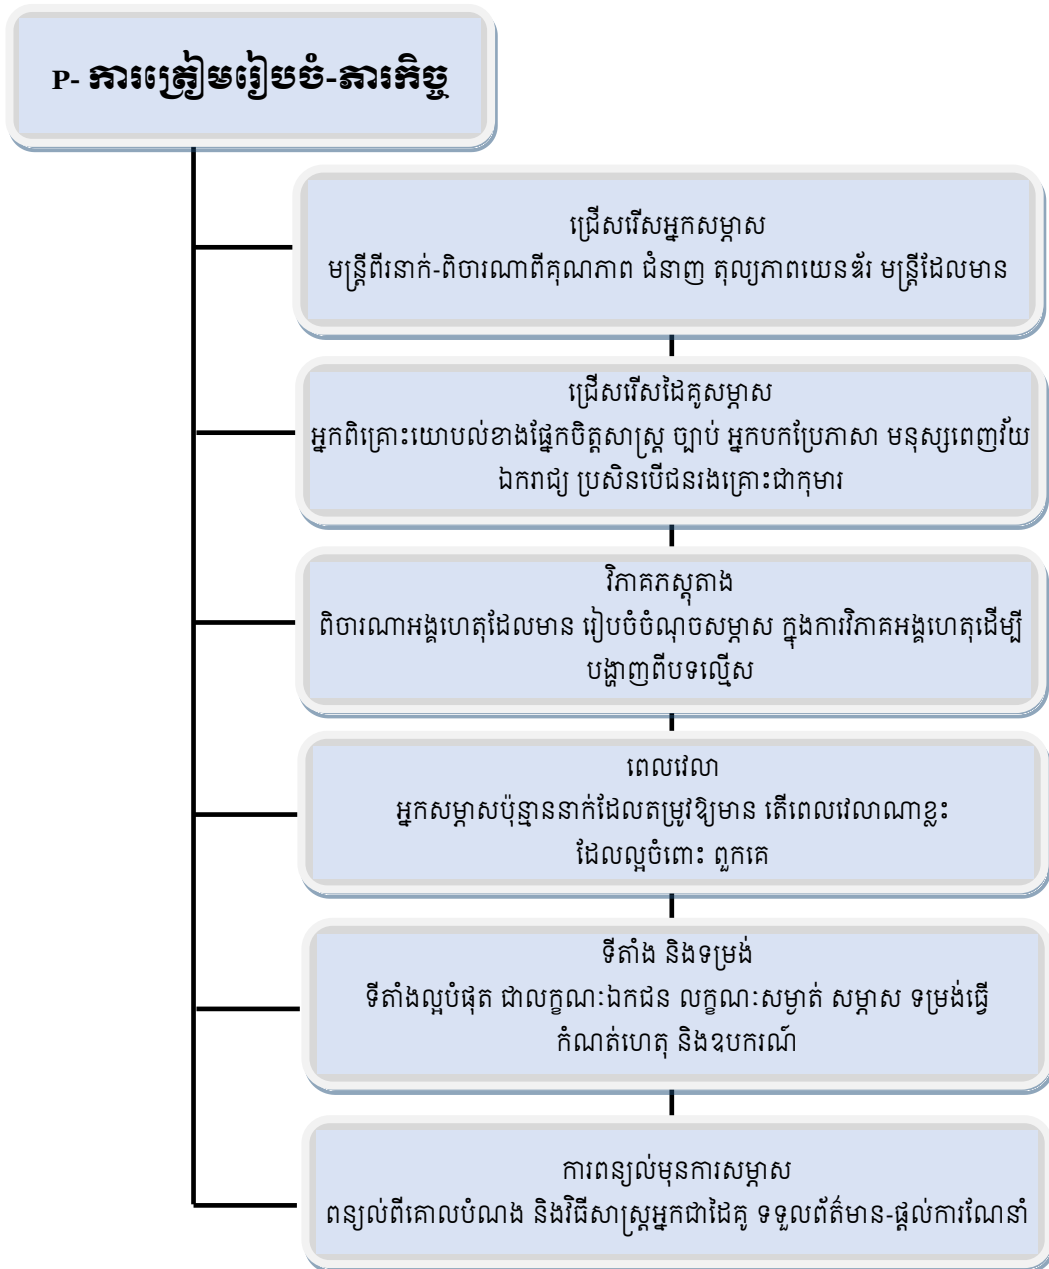 P- ការត្រៀមរៀបចំ-ភារកិច្ច
ជ្រើសរើសអ្នកសម្ភាស
មន្ត្រីពីរនាក់-ពិចារណាពីគុណភាព ជំនាញ តុល្យភាពយេនឌ័រ មន្ត្រីដែលមាន
ជ្រើសរើសដៃគូសម្ភាស
អ្នកពិគ្រោះយោបល់ខាងផ្នែកចិត្តសាស្ត្រ ច្បាប់ អ្នកបកប្រែភាសា មនុស្សពេញវ័យ
ឯករាជ្យ ប្រសិនបើជនរងគ្រោះជាកុមារ
វិភាគភស្តុតាង
ពិចារណាអង្គហេតុដែលមាន រៀបចំចំណុចសម្ភាស ក្នុងការវិភាគអង្គហេតុដើម្បី
បង្ហាញពីបទល្មើស
ពេលវេលា
អ្នកសម្ភាសប៉ុន្មាននាក់ដែលតម្រូវឱ្យមាន តើពេលវេលាណាខ្លះ
ដែលល្អចំពោះ ពួកគេ
ទីតាំង និងទម្រង់
ទីតាំងល្អបំផុត ជាលក្ខណៈឯកជន លក្ខណៈសម្ងាត់ សម្ភាស ទម្រង់ធ្វើ
កំណត់ហេតុ និងឧបករណ៍
ការពន្យល់មុនការសម្ភាស
ពន្យល់ពីគោលបំណង និងវិធីសាស្ត្រអ្នកជាដៃគូ ទទួលព័ត៌មាន-ផ្តល់ការណែនាំ